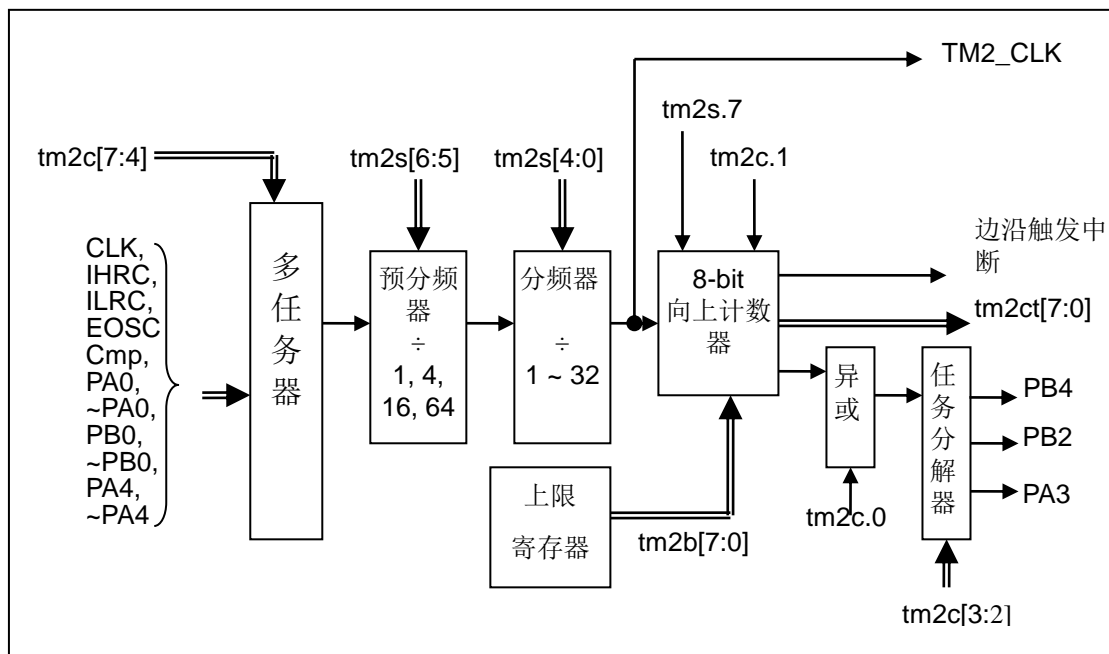 TM2_CLK
tm2s.7
tm2c[7:4]
tm2s[6:5]
tm2s[4:0]
tm2c.1
CLK,
IHRC,
ILRC,
EOSC
Cmp,
PA0,
~PA0,
PB0,
~PB0,
PA4,
~PA4
多
任
务
器
预分频
器
÷
1, 4,
16, 64
分频器
÷
1 ~ 32
8-bit
向上计数
器
边沿触发中
断
tm2ct[7:0]
异
或
任
务
分
解
器
PB4
PB2
PA3
上限
寄存器
tm2b[7:0]
tm2c.0
tm2c[3:2]